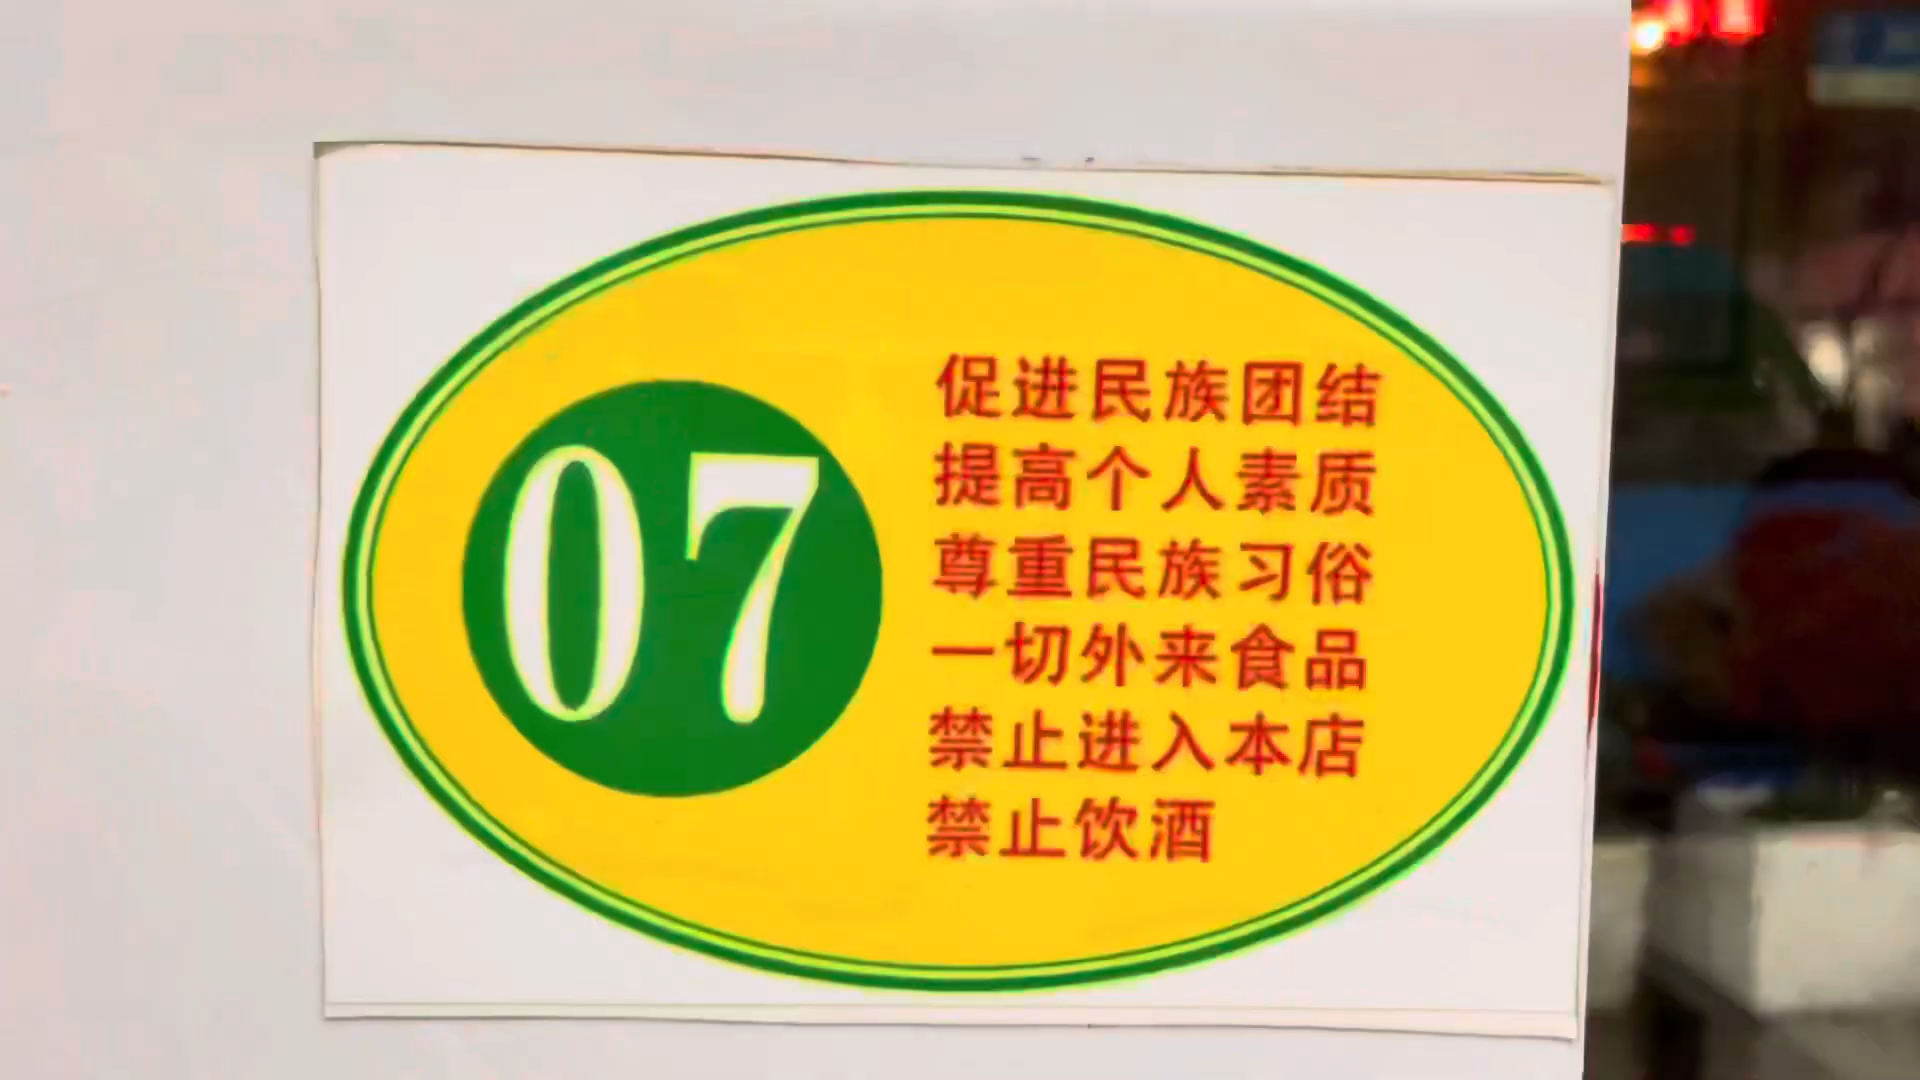 07
促进民族团结
提高个人素质
尊重民族习俗
一切外来食品
禁止进入本店
禁止饮酒